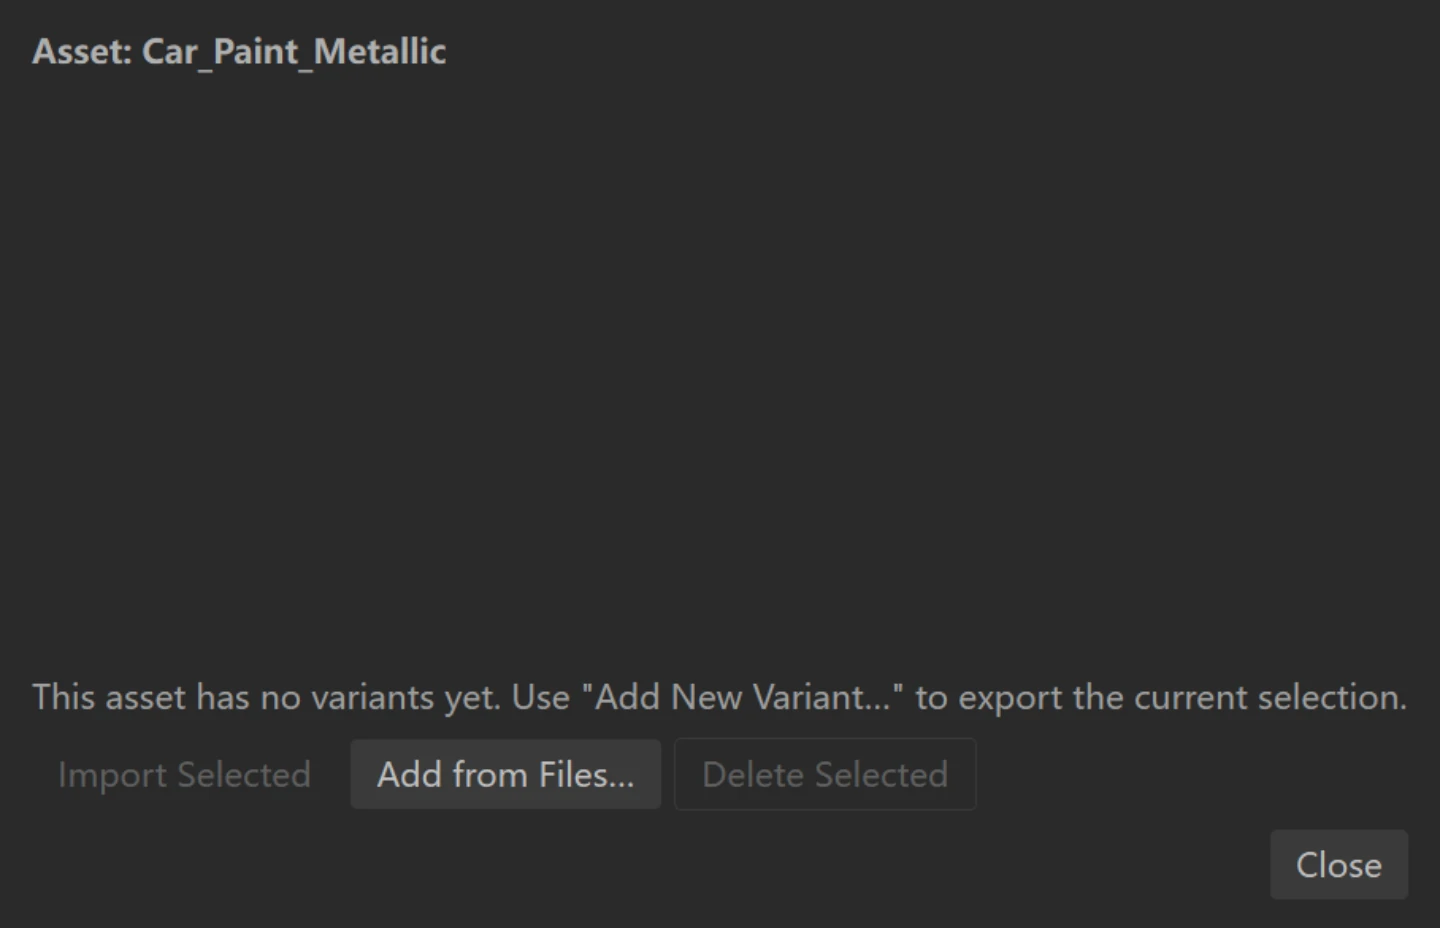 Asset: Car_Paint_Metallic
This asset has no variants yet. Use "Add New Variant..." to export the current selection.
Import Selected
Add from Files...
Delete Selected
Close